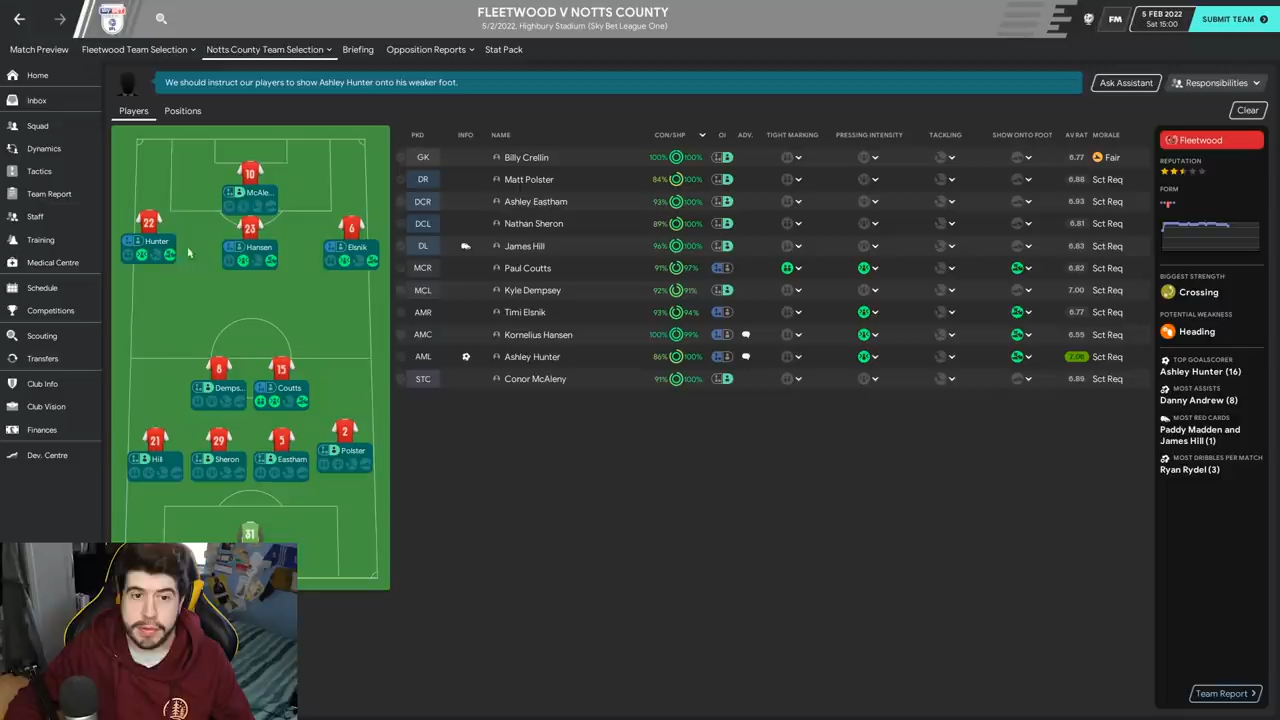 FLEETWOOD V NOTTS COUNTY
5/2/2022, Highbury Stadium (Sky Bet League One)
FM
5 FEB 2022
Sat 15:00
SUBMIT TEAM
Match Preview
Fleetwood Team Selection
Notts County Team Selection
Briefing
Opposition Reports
Stat Pack
Home
Inbox
Squad
Dynamics
Tactics
Team Report
Staff
Training
Medical Centre
Schedule
Competitions
Scouting
Transfers
Club Info
Club Vision
Finances
Dev. Centre
We should instruct our players to show Ashley Hunter onto his weaker foot.
Ask Assistant
Responsibilities
Players
Positions
Clear
10
McAle...
22
Hunter
23
Hansen
6
Elsnik
8
Demps...
15
Coutts
21
Hill
29
Sheron
5
Eastham
2
Polster
31
PKD INFO NAME CON/SHP OI ADV. TIGHT MARKING PRESSING INTENSITY TACKLING SHOW ONTO FOOT AV RAT MORALE
GK Billy Crellin 100% 100% 6.77 Fair
DR Matt Polster 84% 100% 6.88 Sct Req
DCR Ashley Eastham 93% 100% 6.93 Sct Req
DCL Nathan Sheron 89% 100% 6.81 Sct Req
DL James Hill 96% 100% 6.83 Sct Req
MCR Paul Coutts 91% 97% 6.82 Sct Req
MCL Kyle Dempsey 92% 91% 7.00 Sct Req
AMR Timi Elsnik 93% 94% 6.77 Sct Req
AMC Kornelius Hansen 100% 99% 6.55 Sct Req
AML Ashley Hunter 86% 100% 7.08 Sct Req
STC Conor McAleny 91% 100% 6.89 Sct Req
Fleetwood
REPUTATION
FORM
BIGGEST STRENGTH
Crossing
POTENTIAL WEAKNESS
Heading
TOP GOALSCORER
Ashley Hunter (16)
MOST ASSISTS
Danny Andrew (8)
MOST RED CARDS
Paddy Madden and
James Hill (1)
MOST DRIBBLES PER MATCH
Ryan Rydel (3)
Team Report